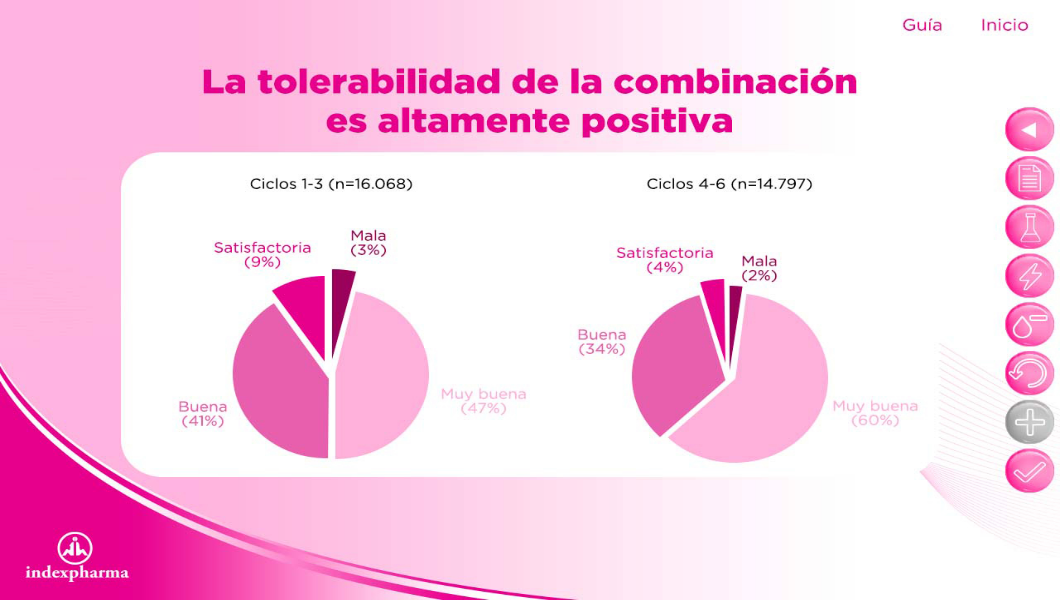 Guía Inicio
La tolerabilidad de la combinación
es altamente positiva
Ciclos 1-3 (n=16.068)
Satisfactoria
(9%)
Mala
(3%)
Buena
(41%)
Muy buena
(47%)
Ciclos 4-6 (n=14.797)
Satisfactoria
(4%)
Mala
(2%)
Buena
(34%)
Muy buena
(60%)
indexpharma